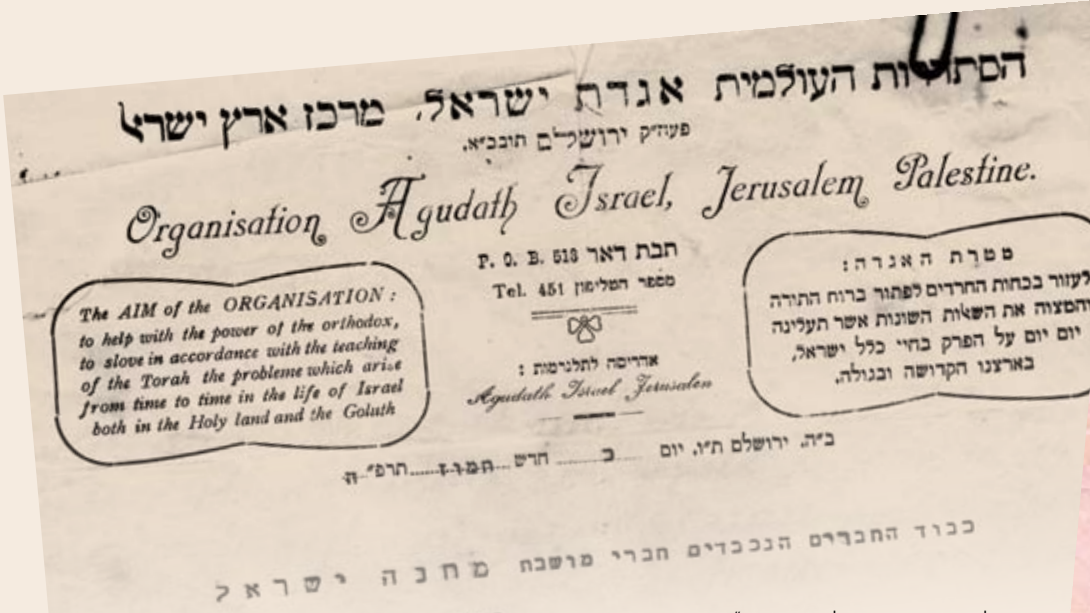 הסתדרות העולמית אגדת ישראל, מרכז ארץ ישראל
פעיה״ק ירושלים תובב״א.
Organisation Agudath Israel, Jerusalem Palestine.
The AIM of the ORGANISATION :
to help with the power of the orthodox,
to slove in accordance with the teaching
of the Torah the probleme which arise
from time to time in the life of Israel
both in the Holy land and the Goluth
P. O. B. 513 תבת דאר
Tel. 451 מספר הטליפון
אדריסה לתלגרמות :
Agudath Israel Jerusalem
מטרת האגדה:
לעזור בכחות החרדים לפתור ברוח התורה
והמצוה את השאלות השונות אשר תעלינה
יום יום על הפרק בחיי כלל ישראל,
בארצנו הקדושה ובגולה.
ב״ה, ירושלם ת״ו, יום כ חדש תמוז תרפ״ה
כבוד החברים הנכבדים חברי מושבת מחנה ישראל